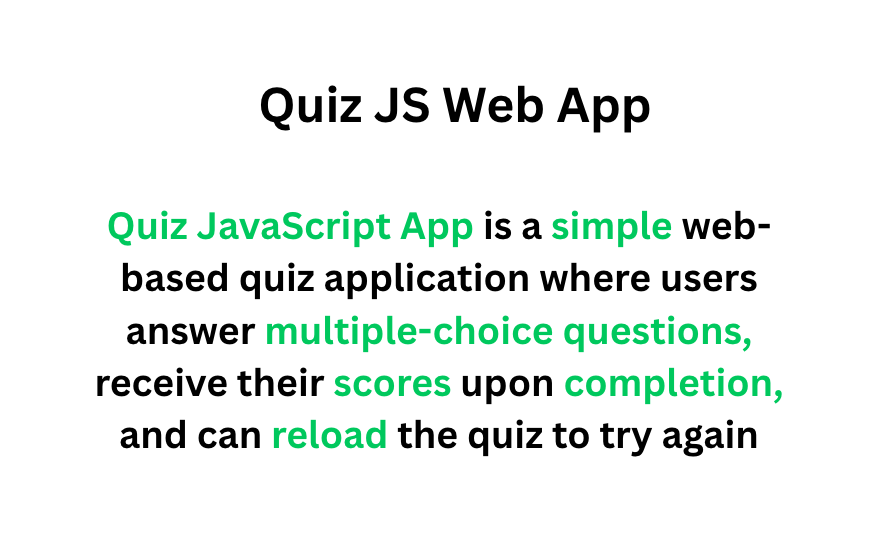 Quiz JS Web App
Quiz JavaScript App is a simple web-
based quiz application where users
answer multiple-choice questions,
receive their scores upon completion,
and can reload the quiz to try again